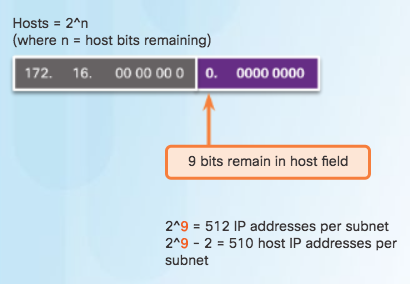 Hosts = 2^n
(where n = host bits remaining)
172. 16. 00 00 00 0 0. 0000 0000
9 bits remain in host field
2^9 = 512 IP addresses per subnet
2^9 - 2 = 510 host IP addresses per
subnet